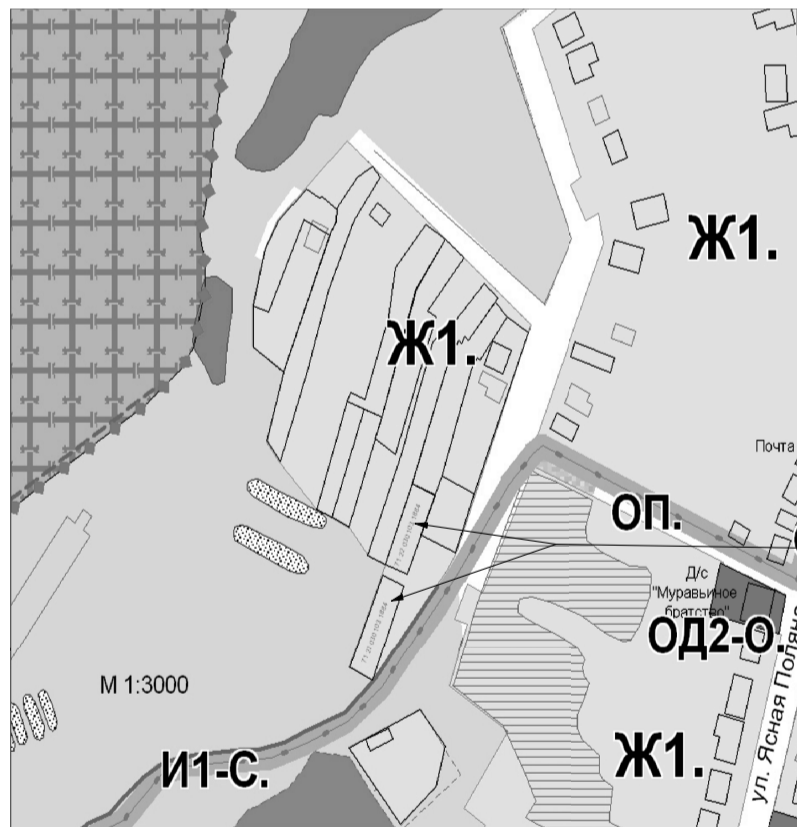 Ж1.
Ж1.
Почта
ОП.
Д/с
"Муравьиное
братство"
ОД2-О.
М 1:3000
И1-С.
Ж1.
ул. Ясная Поляна